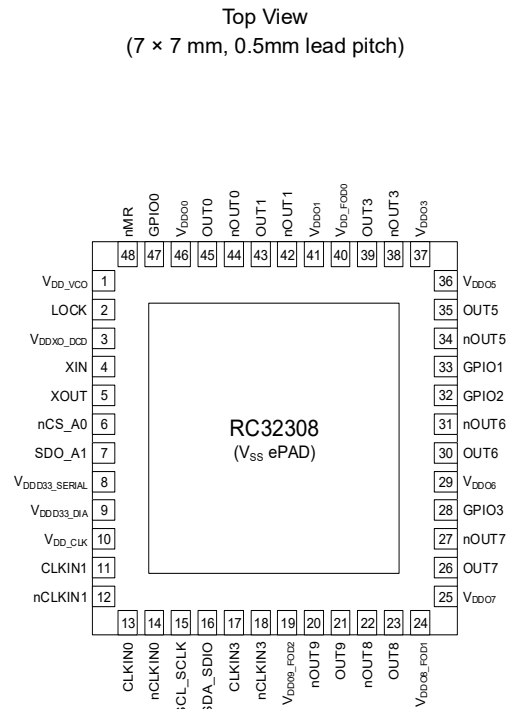 Top View
(7 × 7 mm, 0.5mm lead pitch)
nMR
GPIO0
VDDO0
OUT0
nOUT0
OUT1
nOUT1
VDDO1
VDD_FOD0
OUT3
nOUT3
VDDO3
48 47 46 45 44 43 42 41 40 39 38 37
VDD_VCO 1
LOCK 2
VDDXO_DCD 3
XIN 4
XOUT 5
nCS_A0 6
SDO_A1 7
VDDD33_SERIAL 8
VDDD33_DIA 9
VDD_CLK 10
CLKIN1 11
nCLKIN1 12
RC32308
(VSS ePAD)
36 VDDO5
35 OUT5
34 nOUT5
33 GPIO1
32 GPIO2
31 nOUT6
30 OUT6
29 VDDO6
28 GPIO3
27 nOUT7
26 OUT7
25 VDDO7
13 14 15 16 17 18 19 20 21 22 23 24
CLKIN0
nCLKIN0
SCL_SCLK
SDA_SDIO
CLKIN3
nCLKIN3
VDDO9_FOD2
nOUT9
OUT9
nOUT8
OUT8
VDDO8_FOD1